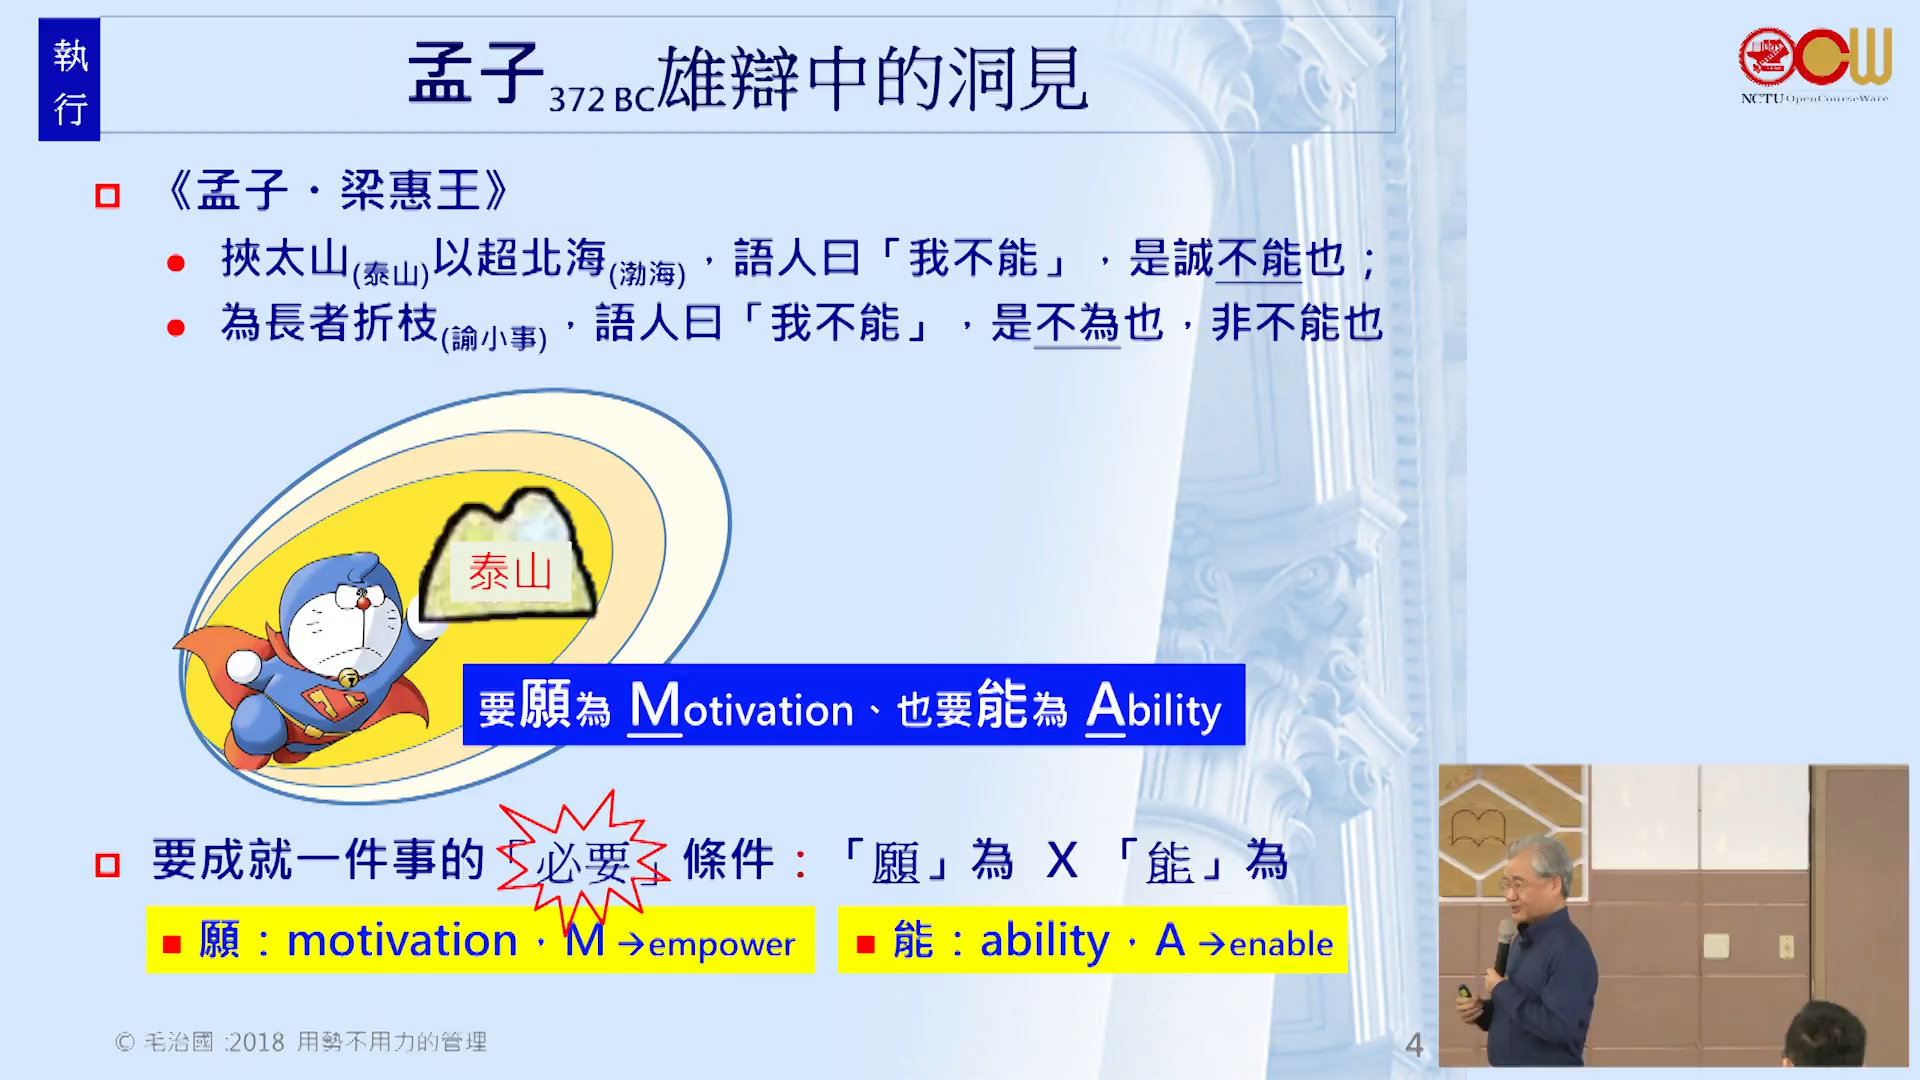 執行
孟子372 BC雄辯中的洞見
NCTU OpenCourseWare
《孟子·梁惠王》
挾太山(泰山)以超北海(渤海)，語人曰「我不能」，是誠不能也；
為長者折枝(諭小事)，語人曰「我不能」，是不為也，非不能也
泰山
要願為 Motivation、也要能為 Ability
要成就一件事的「必要」條件：「願」為 X 「能」為
願：motivation，M→empower
能：ability，A→enable
© 毛治國 :2018 用勢不用力的管理
4